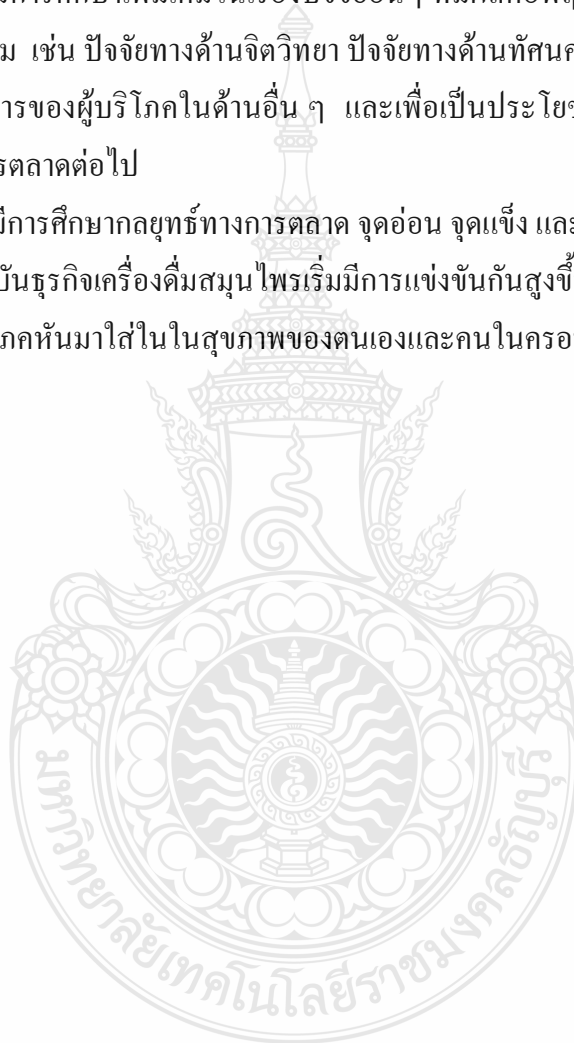 ม เช่น ปัจจัยทางด้านจิตวิทยา ปัจจัยทางด้านทัศนค
ารของผู้บริโภคในด้านอื่น ๆ และเพื่อเป็นประโยช
รตลาดต่อไป
มีการศึกษากลยุทธ์ทางการตลาด จุดอ่อน จุดแข็ง และ
บันธุรกิจเครื่องดื่มสมุนไพรเริ่มมีการแข่งขันกันสูงขึ้
ภคหันมาใส่ในในสุขภาพของตนเองและคนในครอ
มหาวิทยาลัยเทคโนโลยีราชมงคลธัญบุรี